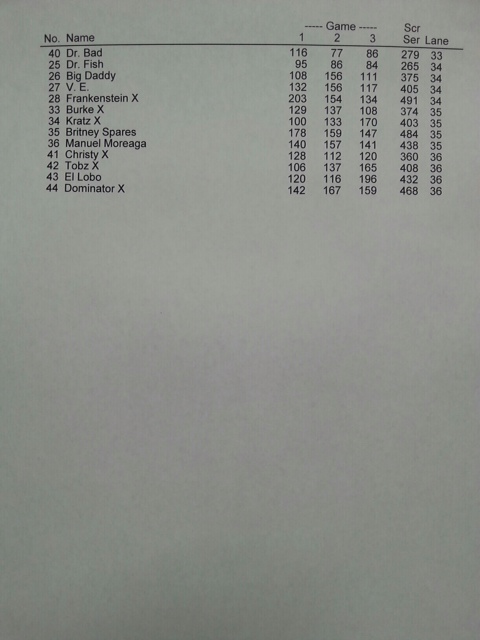 ----- Game ----- Scr
No. Name 1 2 3 Ser Lane
40 Dr. Bad 116 77 86 279 33
25 Dr. Fish 95 86 84 265 34
26 Big Daddy 108 156 111 375 34
27 V. E. 132 156 117 405 34
28 Frankenstein X 203 154 134 491 34
33 Burke X 129 137 108 374 35
34 Kratz X 100 133 170 403 35
35 Britney Spares 178 159 147 484 35
36 Manuel Moreaga 140 157 141 438 35
41 Christy X 128 112 120 360 36
42 Tobz X 106 137 165 408 36
43 El Lobo 120 116 196 432 36
44 Dominator X 142 167 159 468 36